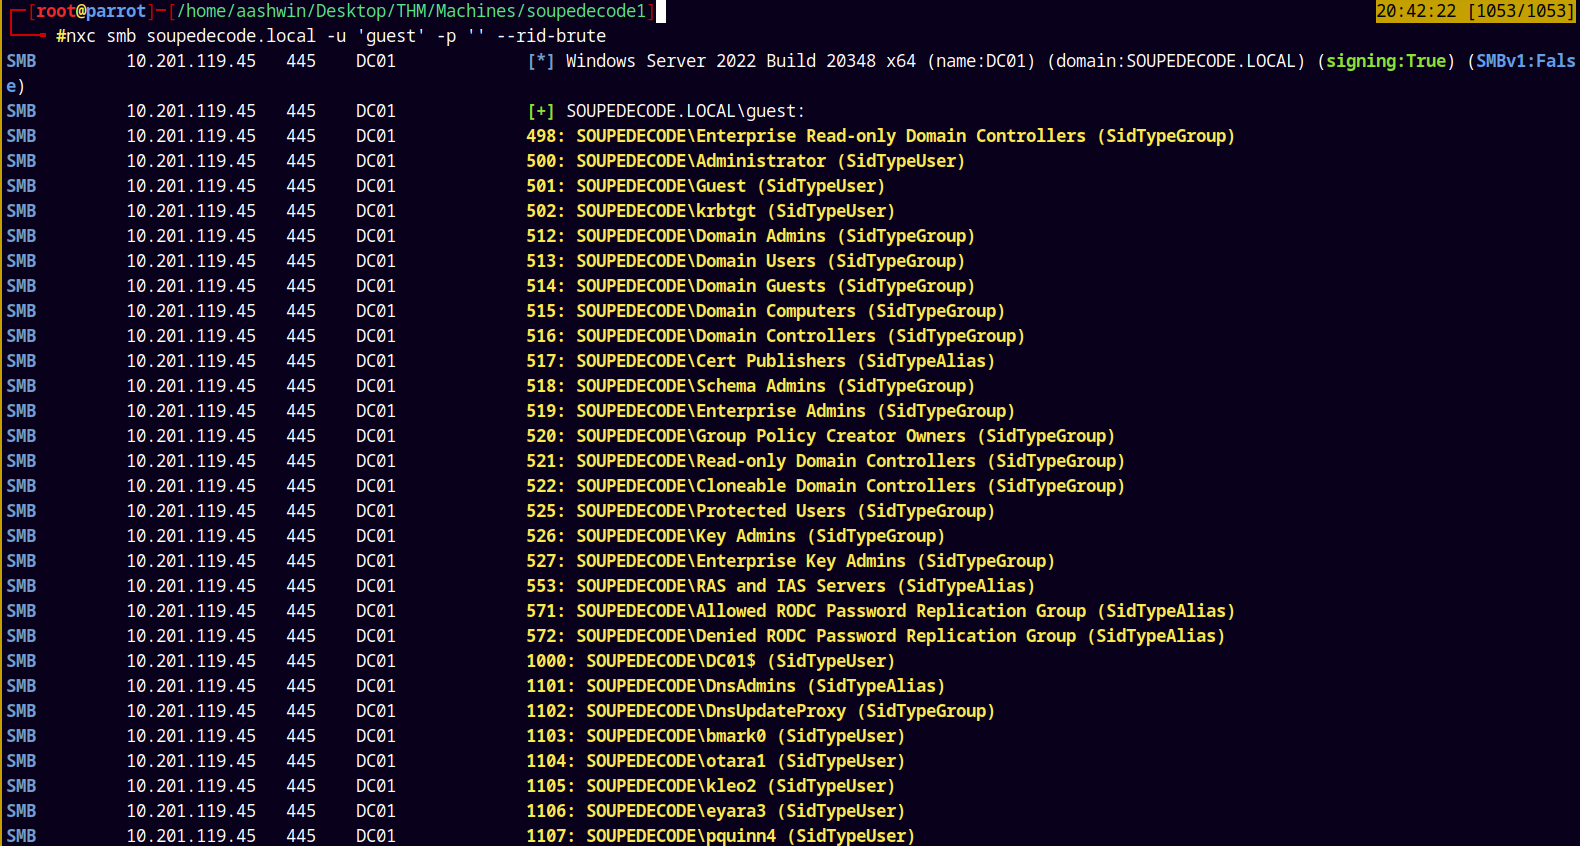 ┌─[root@parrot]─[/home/aashwin/Desktop/THM/Machines/soupedecode1] 20:42:22 [1053/1053]
└──╼ #nxc smb soupedecode.local -u 'guest' -p '' --rid-brute
SMB 10.201.119.45 445 DC01 [*] Windows Server 2022 Build 20348 x64 (name:DC01) (domain:SOUPEDECODE.LOCAL) (signing:True) (SMBv1:Fals
e)
SMB 10.201.119.45 445 DC01 [+] SOUPEDECODE.LOCAL\guest:
SMB 10.201.119.45 445 DC01 498: SOUPEDECODE\Enterprise Read-only Domain Controllers (SidTypeGroup)
SMB 10.201.119.45 445 DC01 500: SOUPEDECODE\Administrator (SidTypeUser)
SMB 10.201.119.45 445 DC01 501: SOUPEDECODE\Guest (SidTypeUser)
SMB 10.201.119.45 445 DC01 502: SOUPEDECODE\krbtgt (SidTypeUser)
SMB 10.201.119.45 445 DC01 512: SOUPEDECODE\Domain Admins (SidTypeGroup)
SMB 10.201.119.45 445 DC01 513: SOUPEDECODE\Domain Users (SidTypeGroup)
SMB 10.201.119.45 445 DC01 514: SOUPEDECODE\Domain Guests (SidTypeGroup)
SMB 10.201.119.45 445 DC01 515: SOUPEDECODE\Domain Computers (SidTypeGroup)
SMB 10.201.119.45 445 DC01 516: SOUPEDECODE\Domain Controllers (SidTypeGroup)
SMB 10.201.119.45 445 DC01 517: SOUPEDECODE\Cert Publishers (SidTypeAlias)
SMB 10.201.119.45 445 DC01 518: SOUPEDECODE\Schema Admins (SidTypeGroup)
SMB 10.201.119.45 445 DC01 519: SOUPEDECODE\Enterprise Admins (SidTypeGroup)
SMB 10.201.119.45 445 DC01 520: SOUPEDECODE\Group Policy Creator Owners (SidTypeGroup)
SMB 10.201.119.45 445 DC01 521: SOUPEDECODE\Read-only Domain Controllers (SidTypeGroup)
SMB 10.201.119.45 445 DC01 522: SOUPEDECODE\Cloneable Domain Controllers (SidTypeGroup)
SMB 10.201.119.45 445 DC01 525: SOUPEDECODE\Protected Users (SidTypeGroup)
SMB 10.201.119.45 445 DC01 526: SOUPEDECODE\Key Admins (SidTypeGroup)
SMB 10.201.119.45 445 DC01 527: SOUPEDECODE\Enterprise Key Admins (SidTypeGroup)
SMB 10.201.119.45 445 DC01 553: SOUPEDECODE\RAS and IAS Servers (SidTypeAlias)
SMB 10.201.119.45 445 DC01 571: SOUPEDECODE\Allowed RODC Password Replication Group (SidTypeAlias)
SMB 10.201.119.45 445 DC01 572: SOUPEDECODE\Denied RODC Password Replication Group (SidTypeAlias)
SMB 10.201.119.45 445 DC01 1000: SOUPEDECODE\DC01$ (SidTypeUser)
SMB 10.201.119.45 445 DC01 1101: SOUPEDECODE\DnsAdmins (SidTypeAlias)
SMB 10.201.119.45 445 DC01 1102: SOUPEDECODE\DnsUpdateProxy (SidTypeGroup)
SMB 10.201.119.45 445 DC01 1103: SOUPEDECODE\bmark0 (SidTypeUser)
SMB 10.201.119.45 445 DC01 1104: SOUPEDECODE\otara1 (SidTypeUser)
SMB 10.201.119.45 445 DC01 1105: SOUPEDECODE\kleo2 (SidTypeUser)
SMB 10.201.119.45 445 DC01 1106: SOUPEDECODE\eyara3 (SidTypeUser)
SMB 10.201.119.45 445 DC01 1107: SOUPEDECODE\pquinn4 (SidTypeUser)